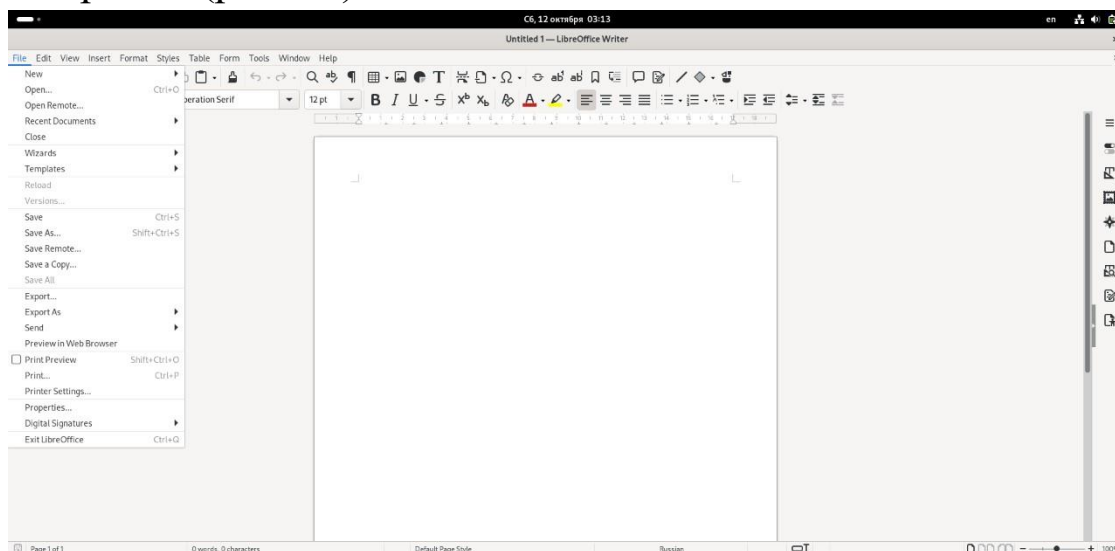 Сб, 12 октября 03:13 en
Untitled 1 — LibreOffice Writer
File Edit View Insert Format Styles Table Form Tools Window Help
New
Open... Ctrl+O
Open Remote...
Recent Documents
Close
Wizards
Templates
Reload
Versions...
Save Ctrl+S
Save As... Shift+Ctrl+S
Save Remote...
Save a Copy...
Save All
Export...
Export As
Send
Preview in Web Browser
Print Preview Shift+Ctrl+O
Print... Ctrl+P
Printer Settings...
Properties...
Digital Signatures
Exit LibreOffice Ctrl+Q
peration Serif 12 pt
Page 1 of 1 0 words, 0 characters Default Page Style Russian 100